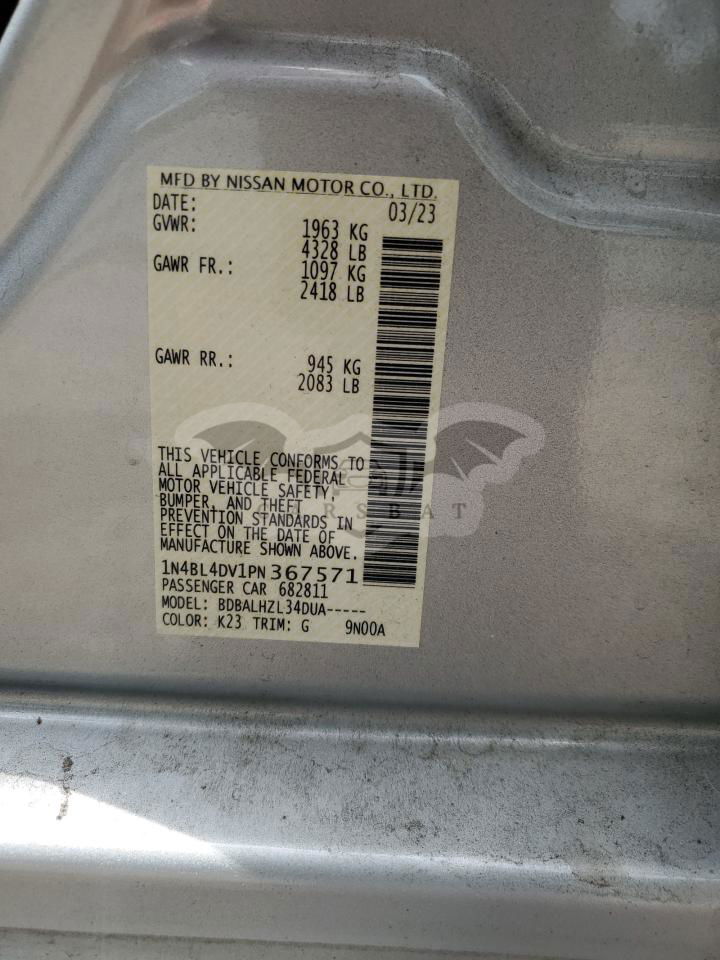 MFD BY NISSAN MOTOR CO., LTD.
DATE: 03/23
GVWR: 1963 KG
4328 LB
GAWR FR.: 1097 KG
2418 LB
GAWR RR.: 945 KG
2083 LB
THIS VEHICLE CONFORMS TO
ALL APPLICABLE FEDERAL
MOTOR VEHICLE SAFETY,
BUMPER, AND THEFT
PREVENTION STANDARDS IN
EFFECT ON THE DATE OF
MANUFACTURE SHOWN ABOVE.
CARSBAT
1N4BL4DV1PN367571
PASSENGER CAR 682811
MODEL: BDBALHZL34DUA-----
COLOR: K23 TRIM: G 9N00A